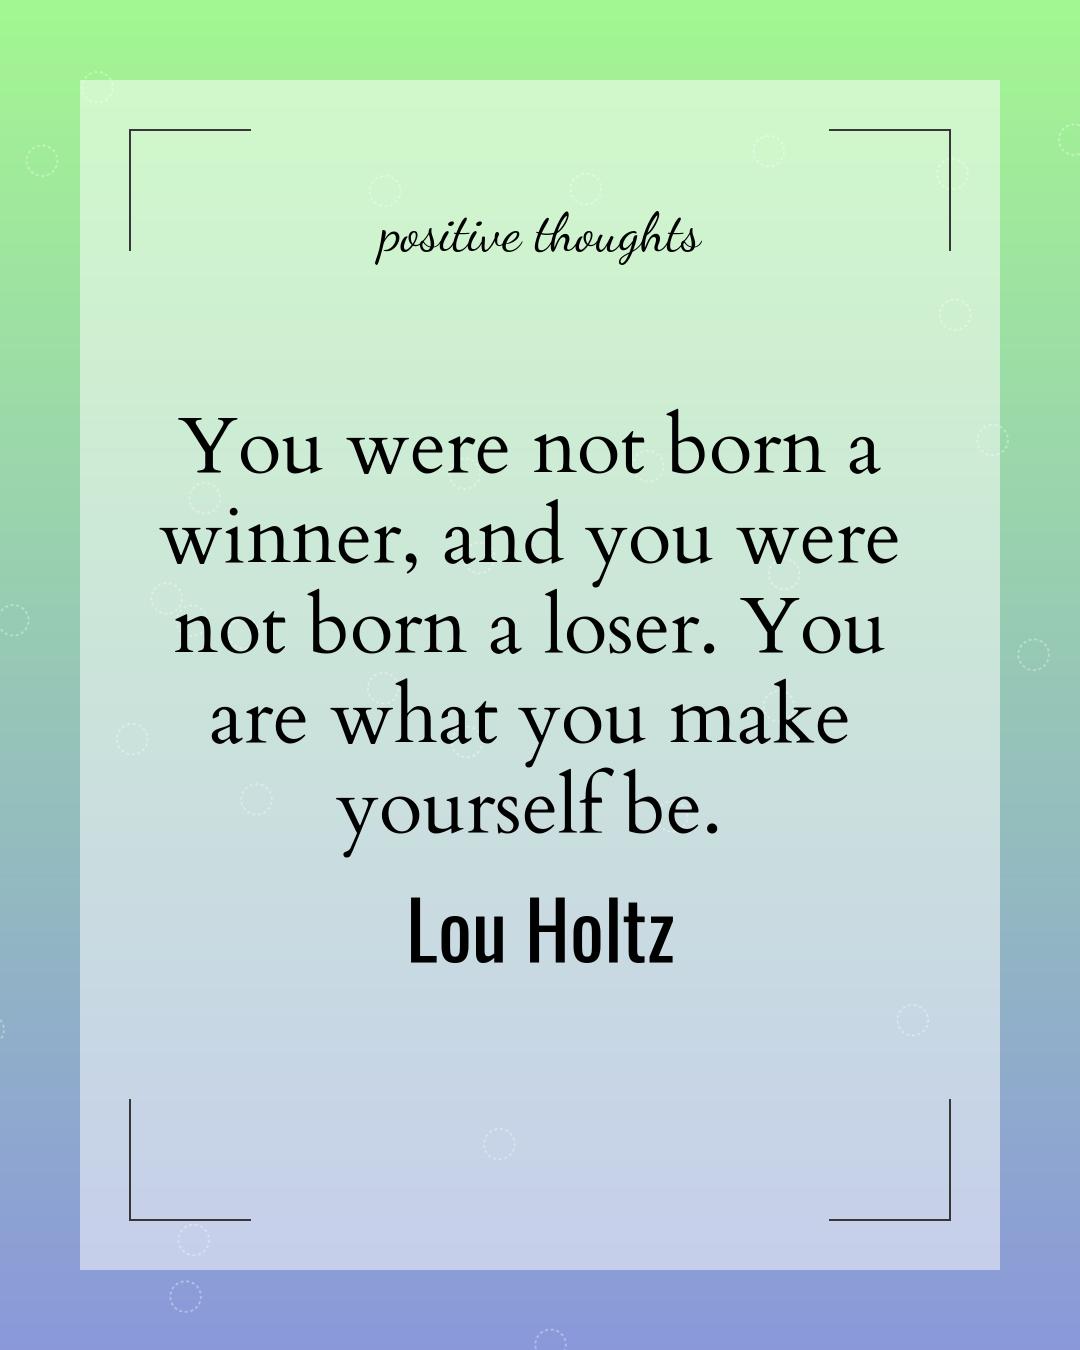 positive thoughts
You were not born a
winner, and you were
not born a loser. You
are what you make
yourself be.
Lou Holtz